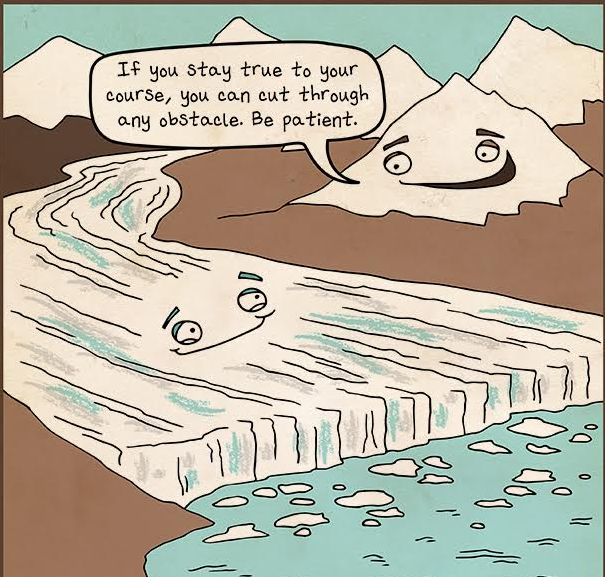 If you stay true to your
course, you can cut through
any obstacle. Be patient.